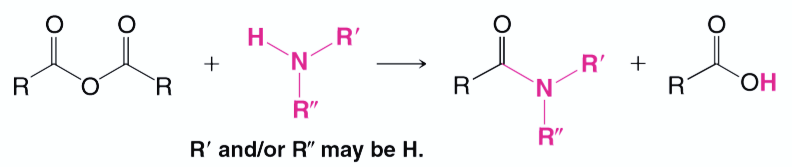 O O H R′ O O
N R′
R O R + → R N + R OH
R″ R″
R′ and/or R″ may be H.